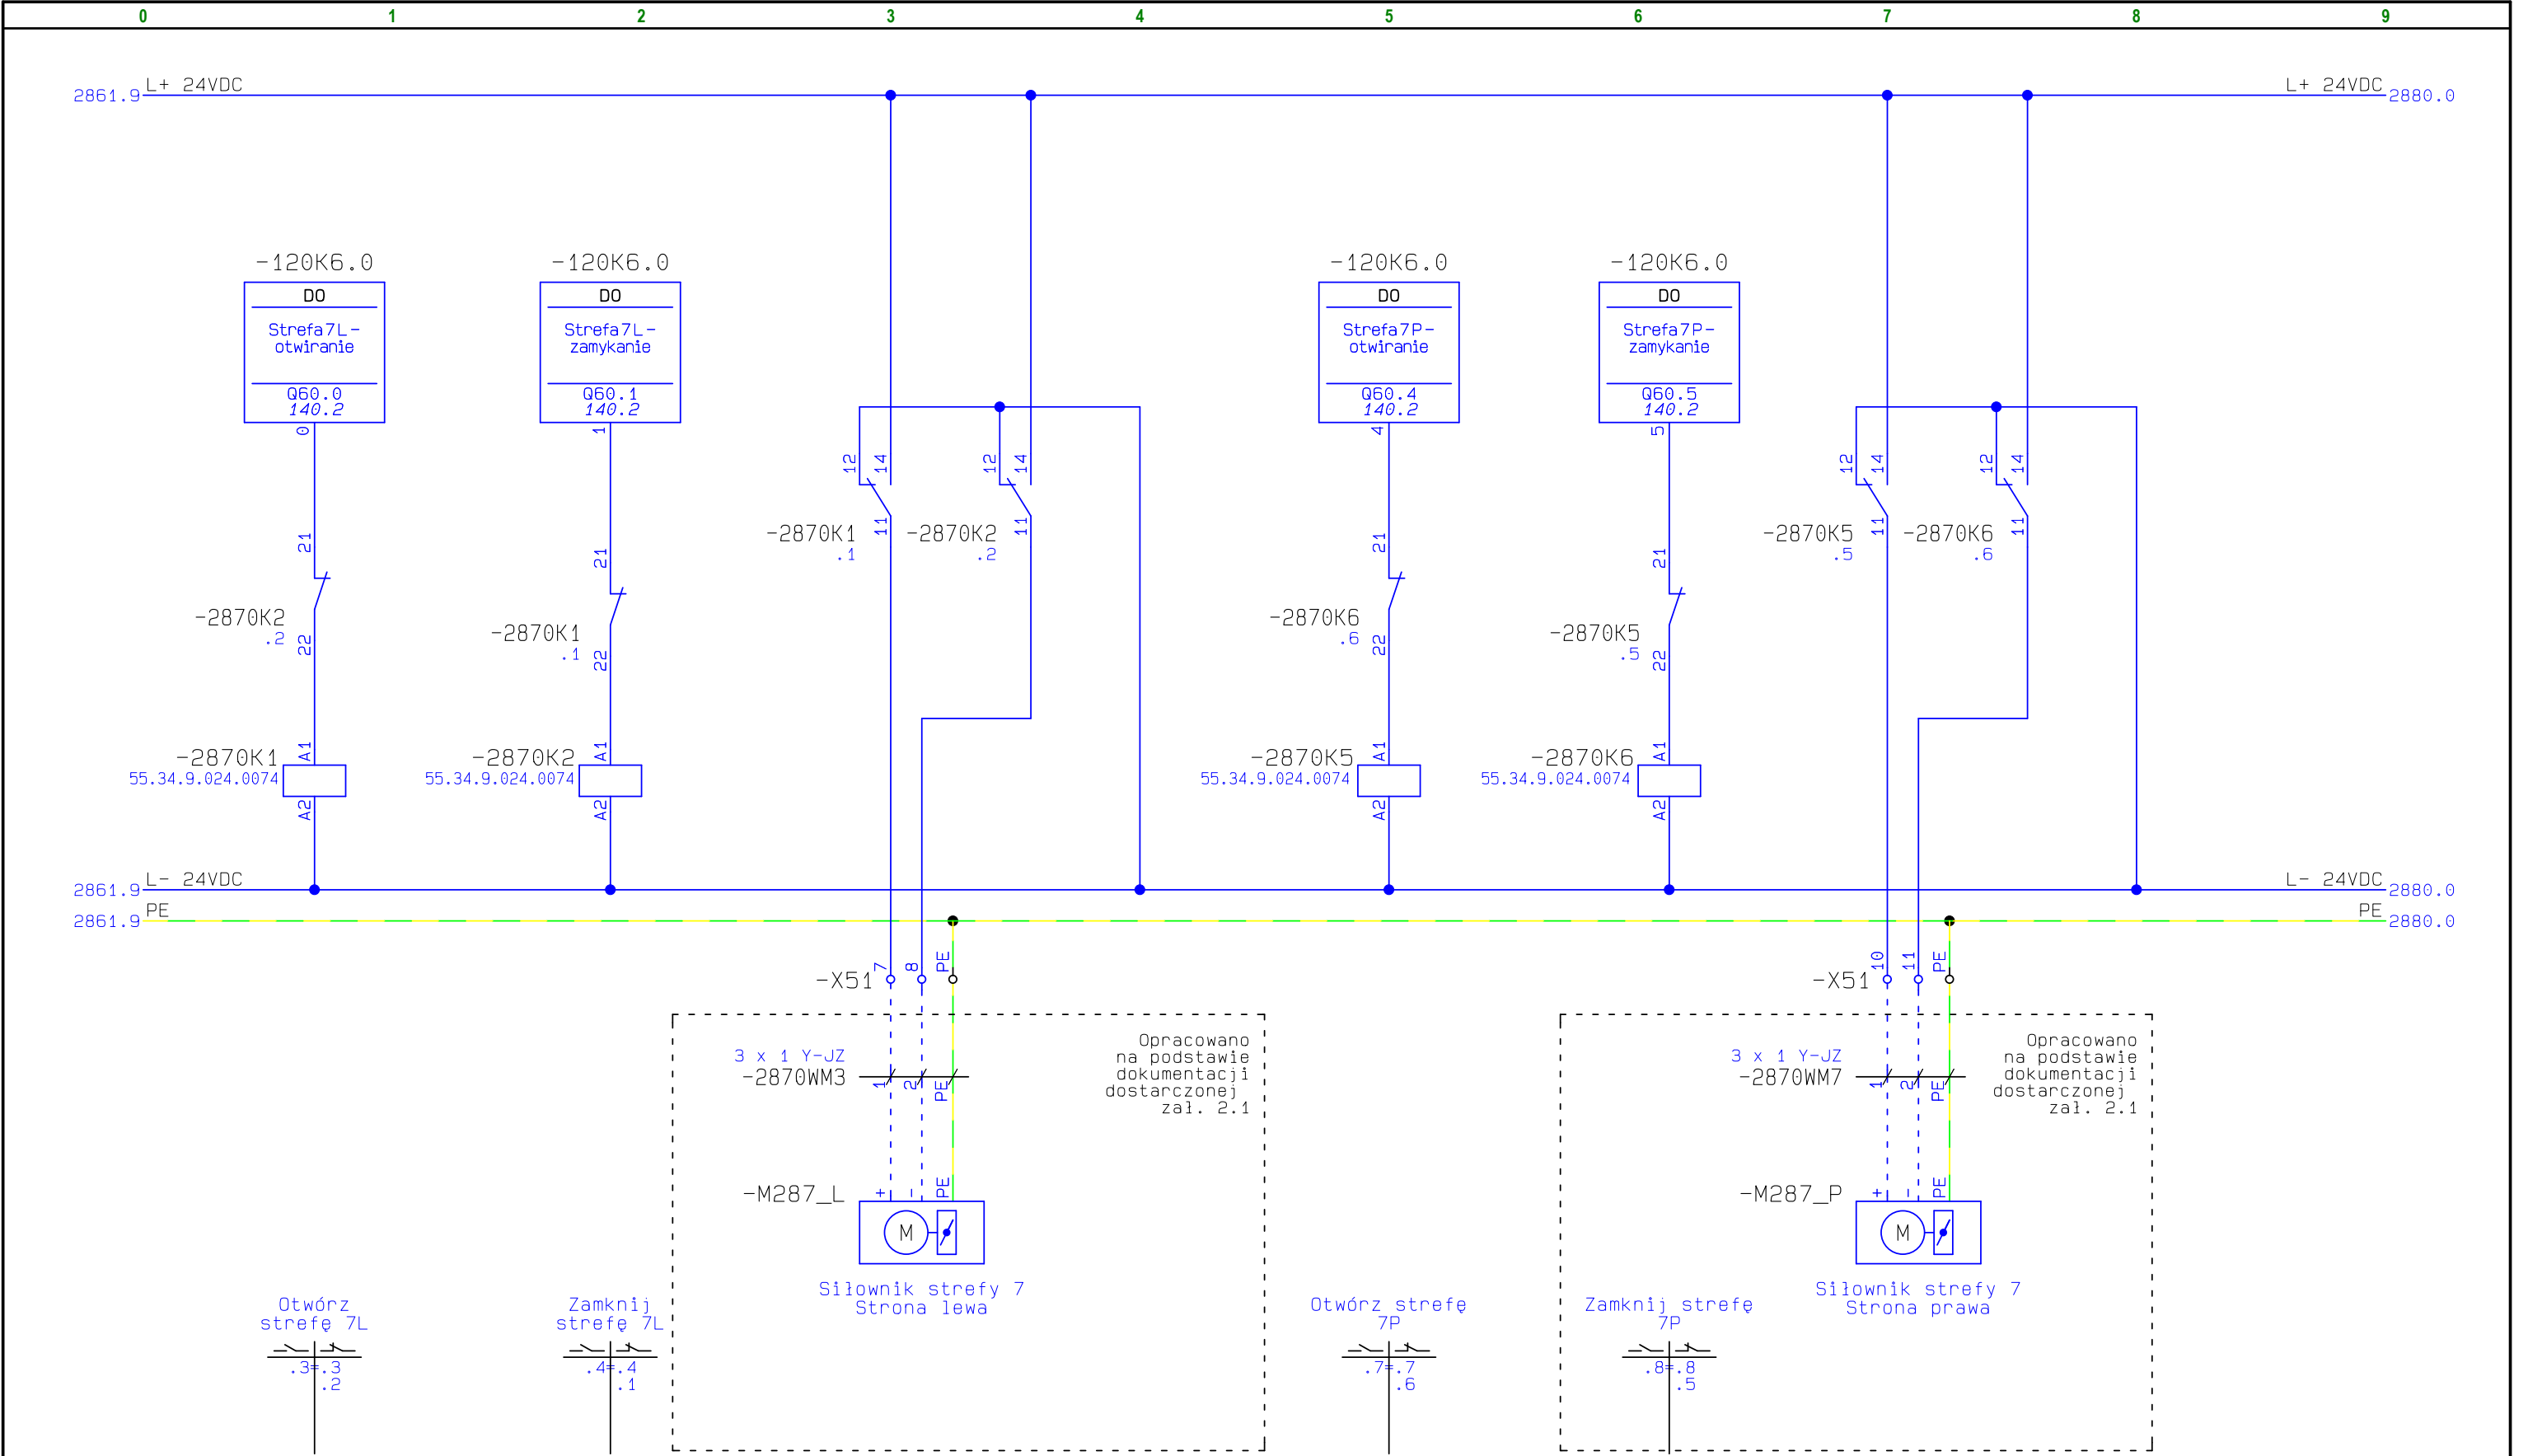 0 1 2 3 4 5 6 7 8 9
L+ 24VDC L+ 24VDC
2861.9 2880.0
-120K6.0 -120K6.0 -120K6.0 -120K6.0
DO DO DO DO
Strefa7L- Strefa7L- Strefa7P- Strefa7P-
otwiranie zamykanie otwiranie zamykanie
Q60.0 Q60.1 Q60.4 Q60.5
140.2 140.2 140.2 140.2
0 1 4 5
12 14 12 14 12 14 12 14
21 21 21 21
-2870K1 11 -2870K2 11 -2870K5 11 -2870K6 11
.1 .2 .5 .6
-2870K2 -2870K1 -2870K6 -2870K5
.2 .1 .6 .5
22 22 22 22
-2870K1 A1 -2870K2 A1 -2870K5 A1 -2870K6 A1
55.34.9.024.0074 55.34.9.024.0074 55.34.9.024.0074 55.34.9.024.0074
A2 A2 A2 A2
L- 24VDC L- 24VDC
2861.9 2880.0
PE PE
2861.9 2880.0
-X51 7 8 PE -X51 10 11 PE
Opracowano
na podstawie
dokumentacji
dostarczonej
zał. 2.1
3 x 1 Y-JZ
-2870WM3 1 2 PE
-M287_L + - PE
M
Siłownik strefy 7
Strona lewa
Opracowano
na podstawie
dokumentacji
dostarczonej
zał. 2.1
3 x 1 Y-JZ
-2870WM7 1 2 PE
-M287_P + - PE
M
Siłownik strefy 7
Strona prawa
Otwórz
strefę 7L
.3=.3
.2
Zamknij
strefę 7L
.4=.4
.1
Otwórz strefę
7P
.7=.7
.6
Zamknij strefę
7P
.8=.8
.5